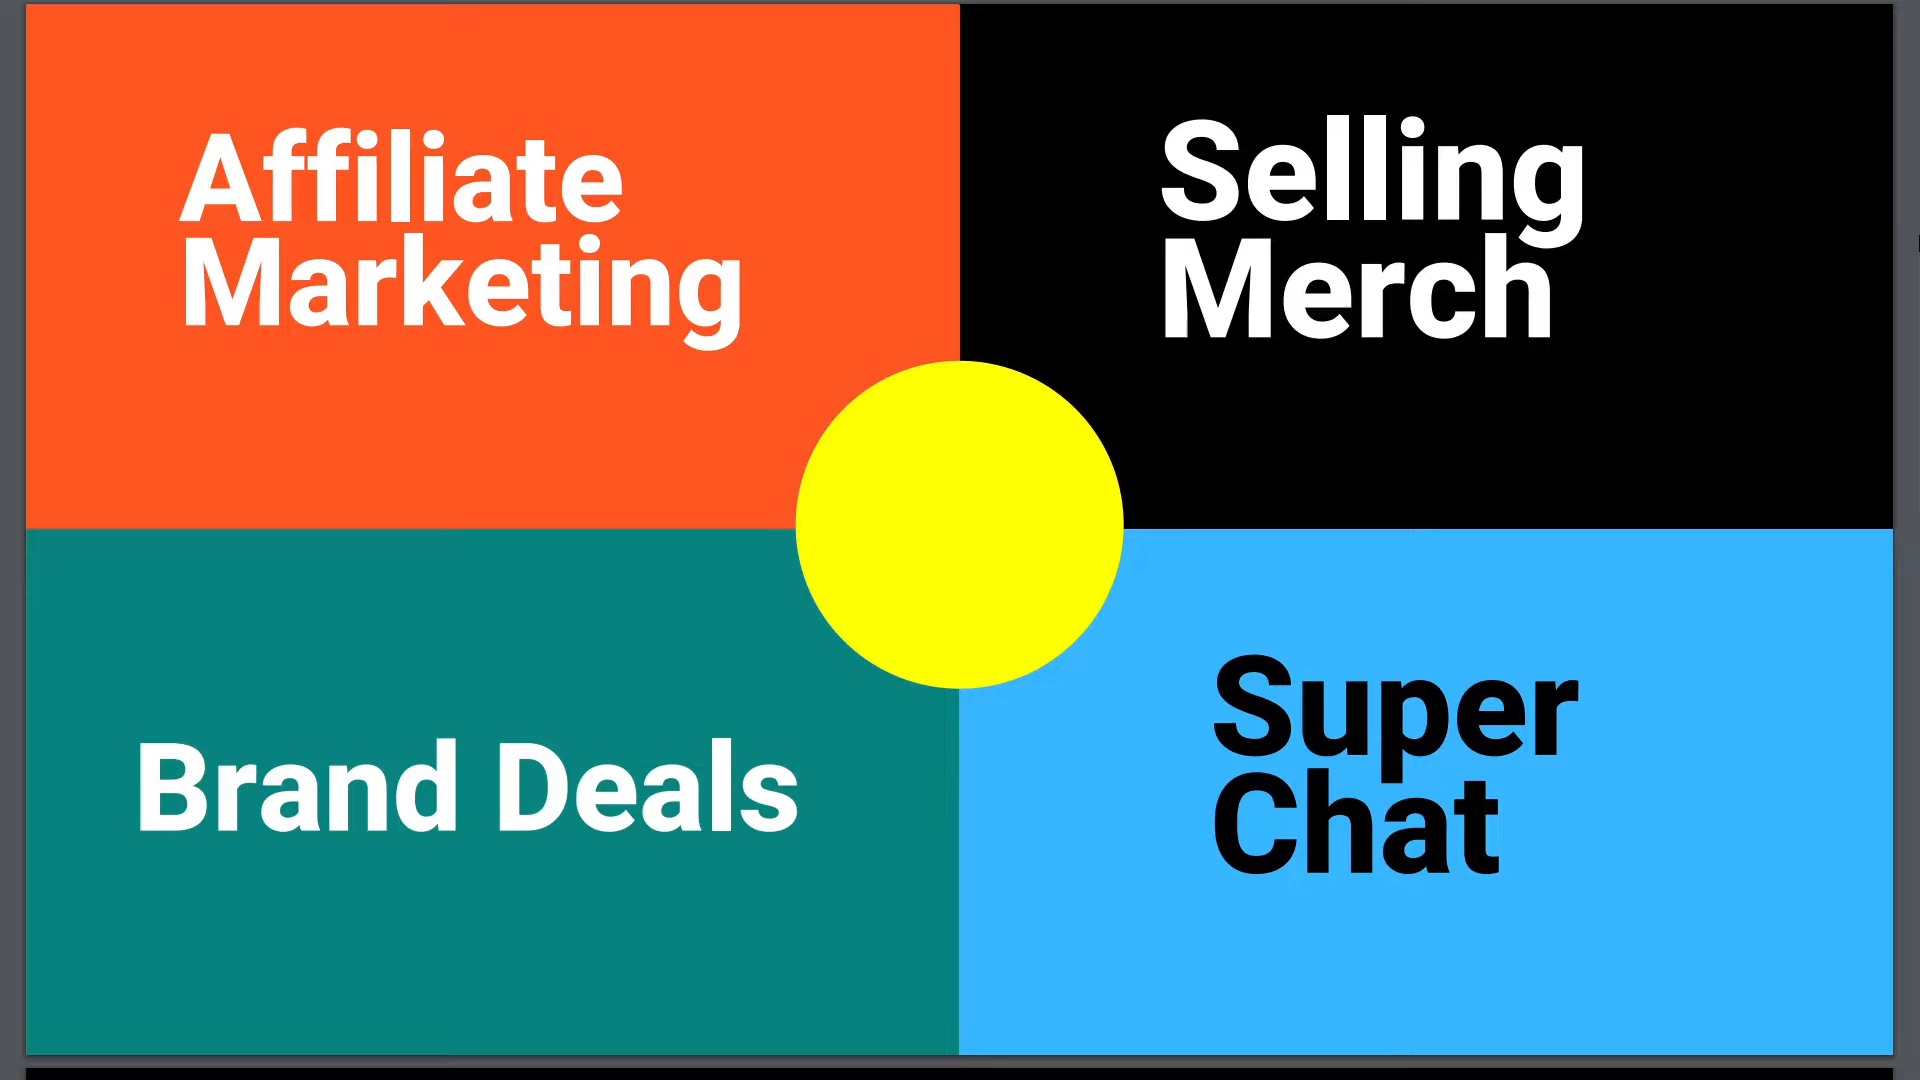 Affiliate
Marketing
Selling
Merch
Brand Deals
Super
Chat